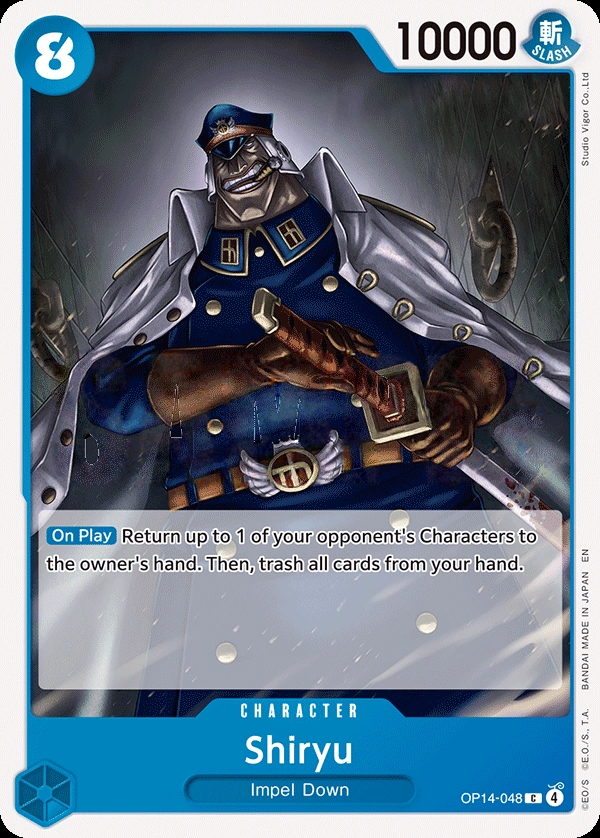 8
10000
斬
SLASH
Studio Vigor Co.,Ltd
On Play Return up to 1 of your opponent's Characters to
the owner's hand. Then, trash all cards from your hand.
CHARACTER
Shiryu
Impel Down
OP14-048 C 4
©E.O./S., T.A. BANDAI MADE IN JAPAN EN
©EO/S